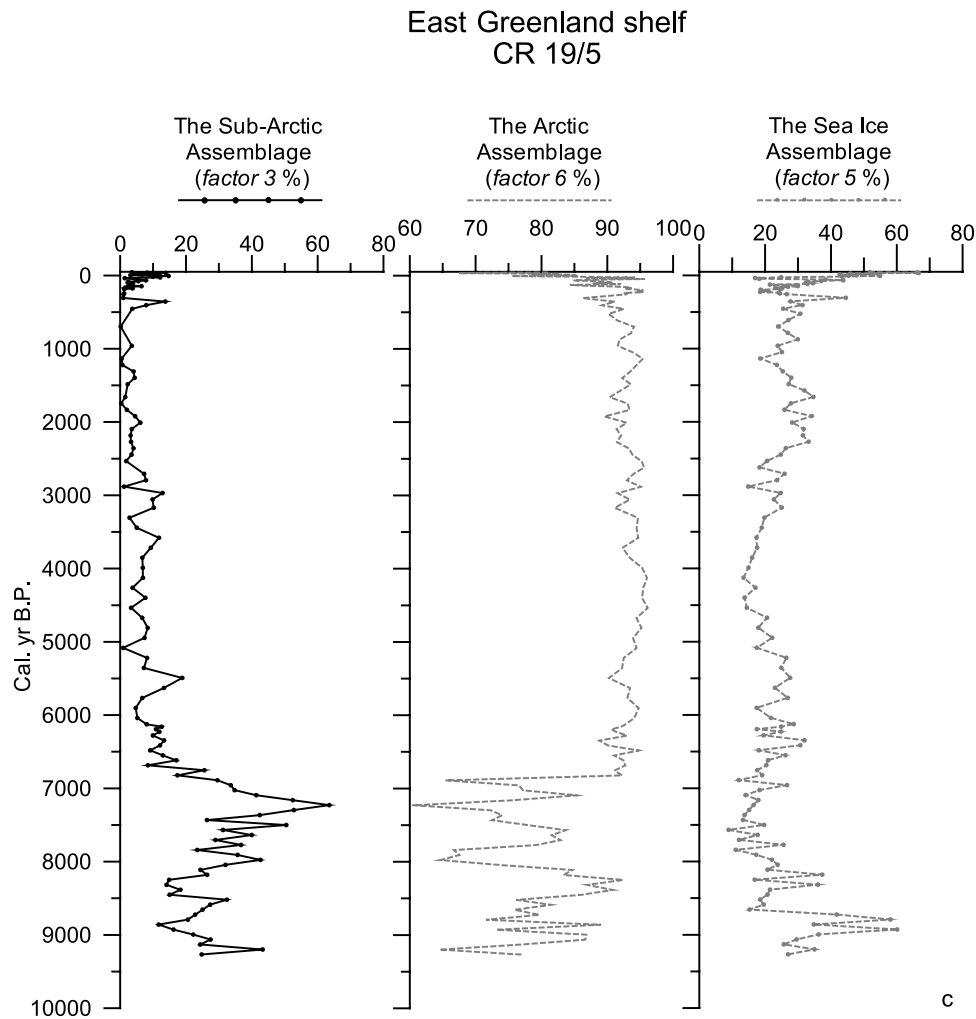 East Greenland shelf
CR 19/5
The Sub-Arctic
Assemblage
(factor 3 %)
The Arctic
Assemblage
(factor 6 %)
The Sea Ice
Assemblage
(factor 5 %)
0 20 40 60 80
60 70 80 90 100
0 20 40 60 80
Cal. yr B.P.
0
1000
2000
3000
4000
5000
6000
7000
8000
9000
10000
c